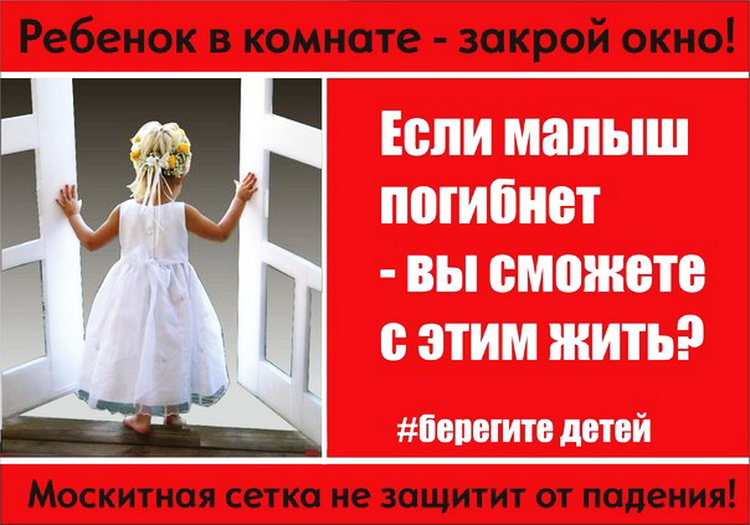 Ребенок в комнате - закрой окно!
Если малыш
погибнет
- вы сможете
с этим жить?
#берегите детей
Москитная сетка не защитит от падения!